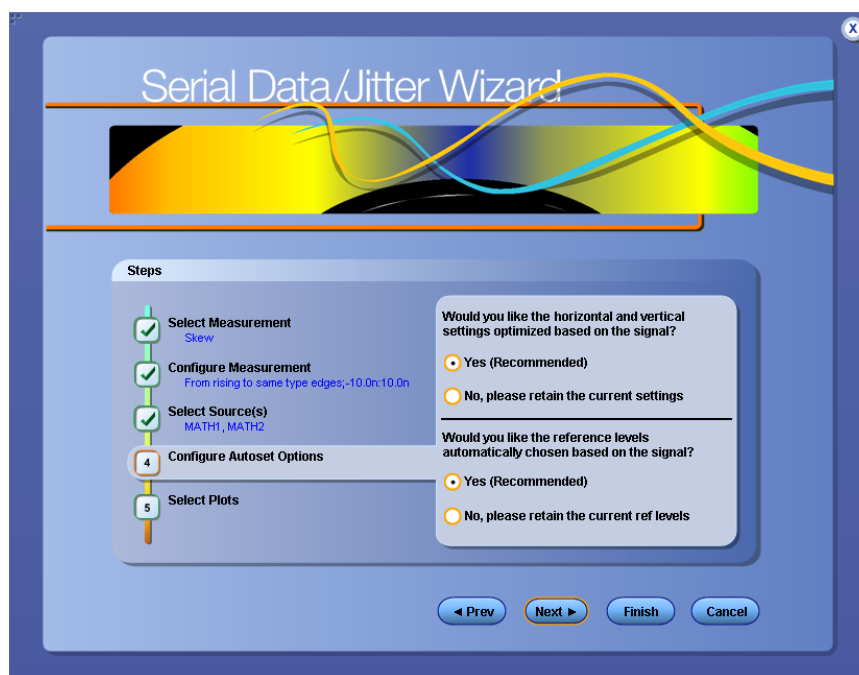 X
Serial Data/Jitter Wizard
Steps
Select Measurement
Skew
Configure Measurement
From rising to same type edges;-10.0n:10.0n
Select Source(s)
MATH1, MATH2
4
Configure Autoset Options
5
Select Plots
Would you like the horizontal and vertical
settings optimized based on the signal?
Yes (Recommended)
No, please retain the current settings
Would you like the reference levels
automatically chosen based on the signal?
Yes (Recommended)
No, please retain the current ref levels
◄ Prev
Next ►
Finish
Cancel